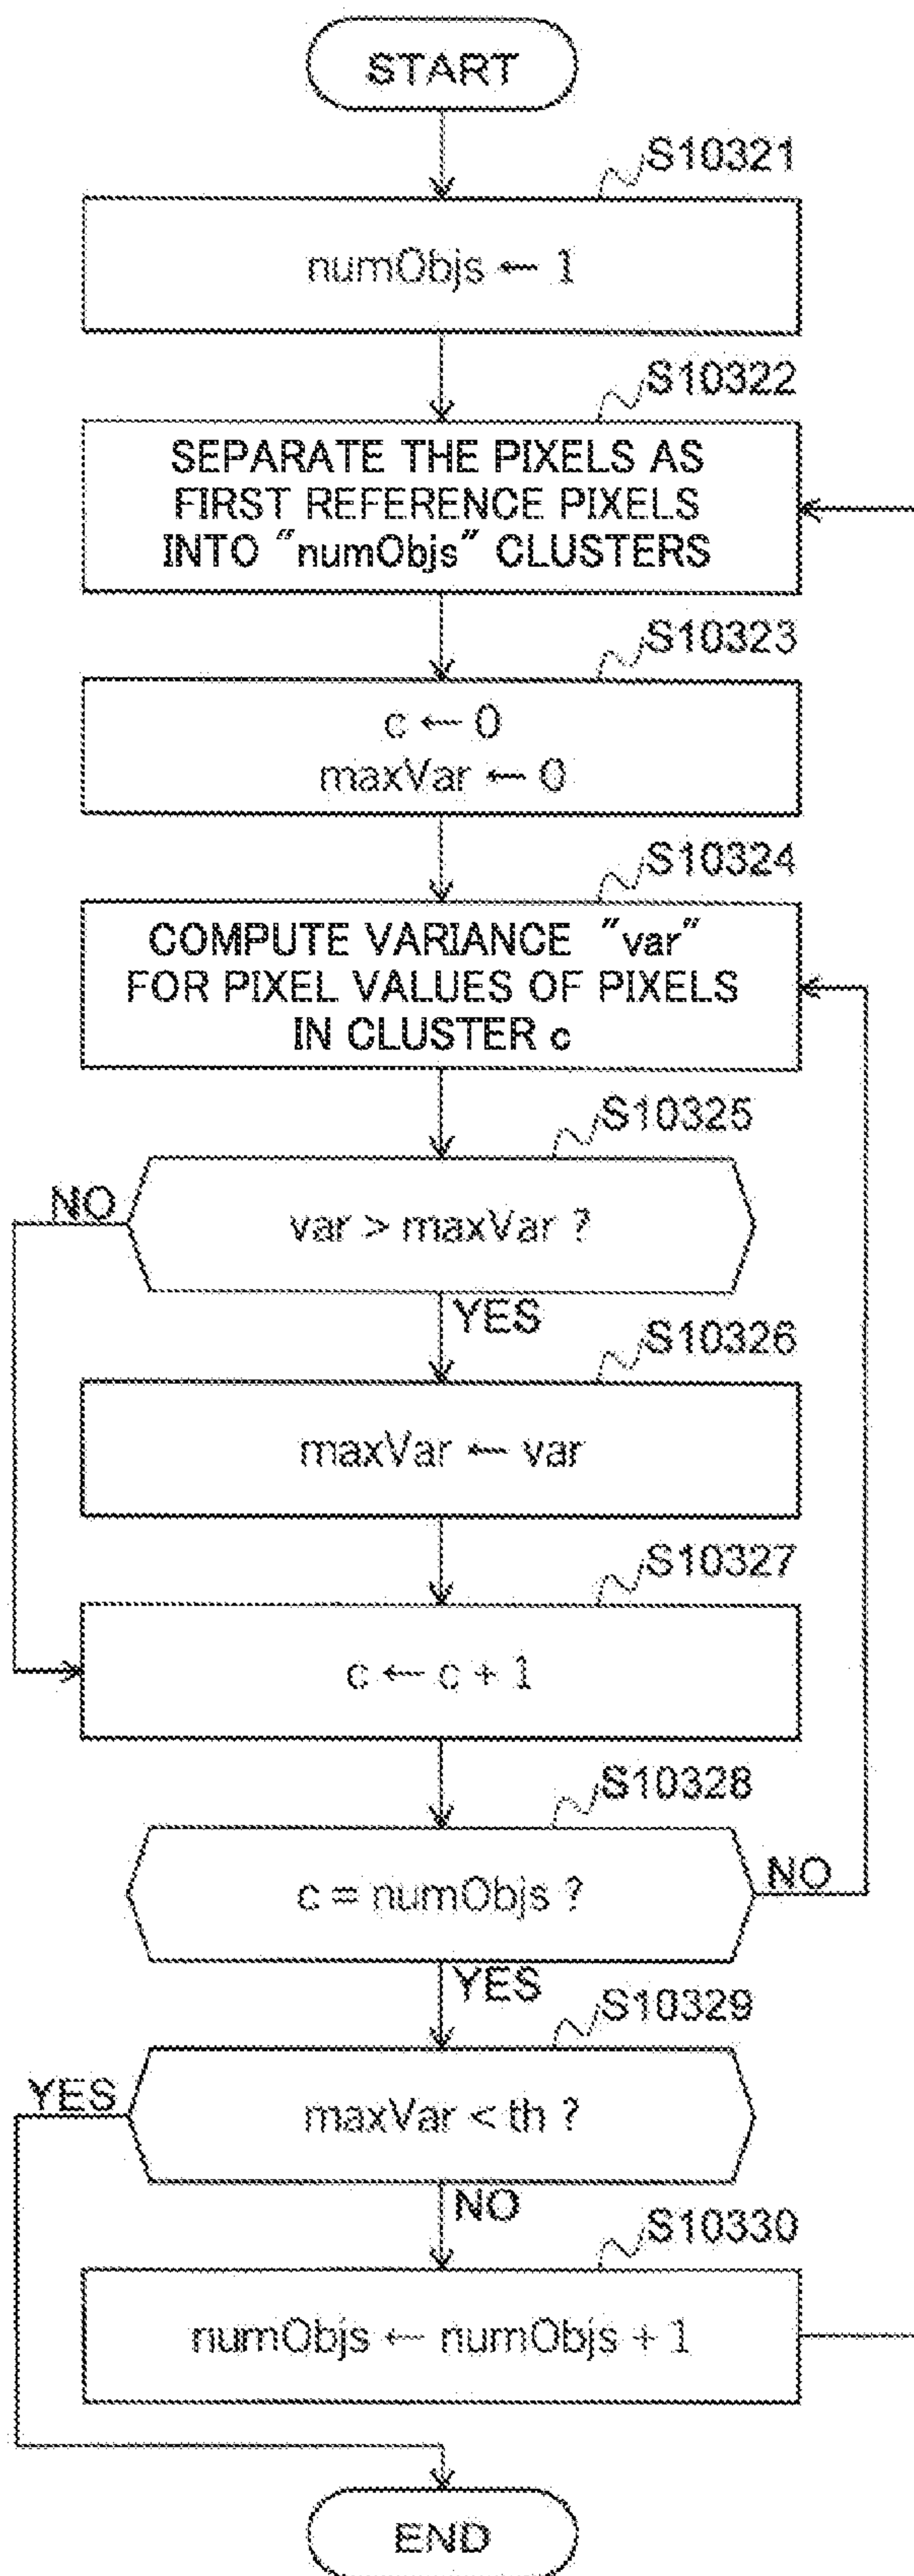 START
S10321
numObjs ← 1
S10322
SEPARATE THE PIXELS AS
FIRST REFERENCE PIXELS
INTO "numObjs" CLUSTERS
S10323
c ← 0
maxVar ← 0
S10324
COMPUTE VARIANCE "var"
FOR PIXEL VALUES OF PIXELS
IN CLUSTER c
S10325
NO
var > maxVar ?
YES
S10326
maxVar ← var
S10327
c ← c + 1
S10328
c = numObjs ?
NO
YES
S10329
YES
maxVar < th ?
NO
S10330
numObjs ← numObjs + 1
END